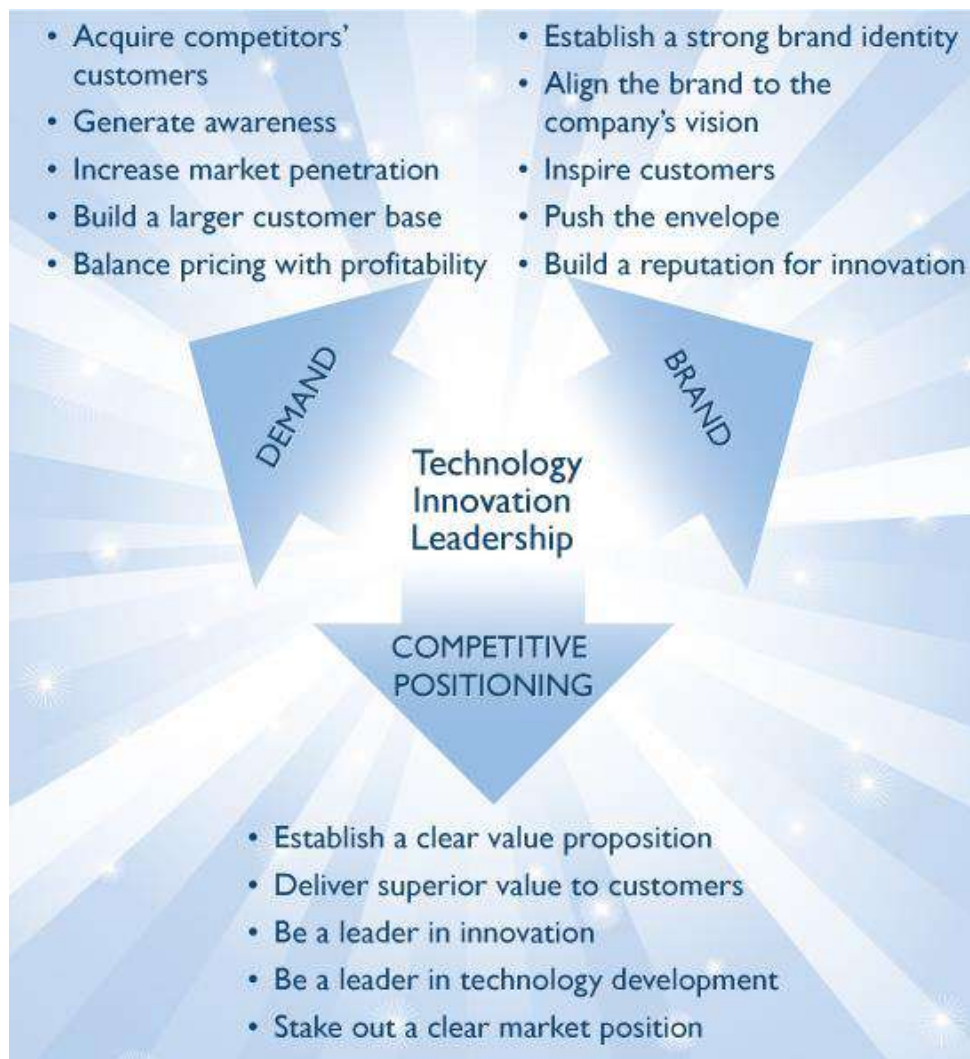 • Acquire competitors'
customers
• Generate awareness
• Increase market penetration
• Build a larger customer base
• Balance pricing with profitability
• Establish a strong brand identity
• Align the brand to the
company's vision
• Inspire customers
• Push the envelope
• Build a reputation for innovation
DEMAND
BRAND
Technology
Innovation
Leadership
COMPETITIVE
POSITIONING
• Establish a clear value proposition
• Deliver superior value to customers
• Be a leader in innovation
• Be a leader in technology development
• Stake out a clear market position